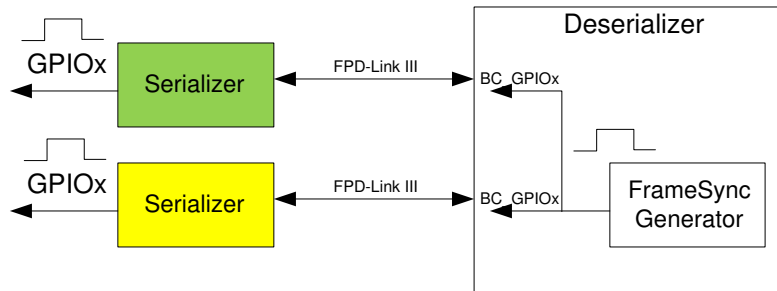 Deserializer
GPIOx
Serializer
FPD-Link III
BC_GPIOx
GPIOx
Serializer
FPD-Link III
BC_GPIOx
FrameSync
Generator